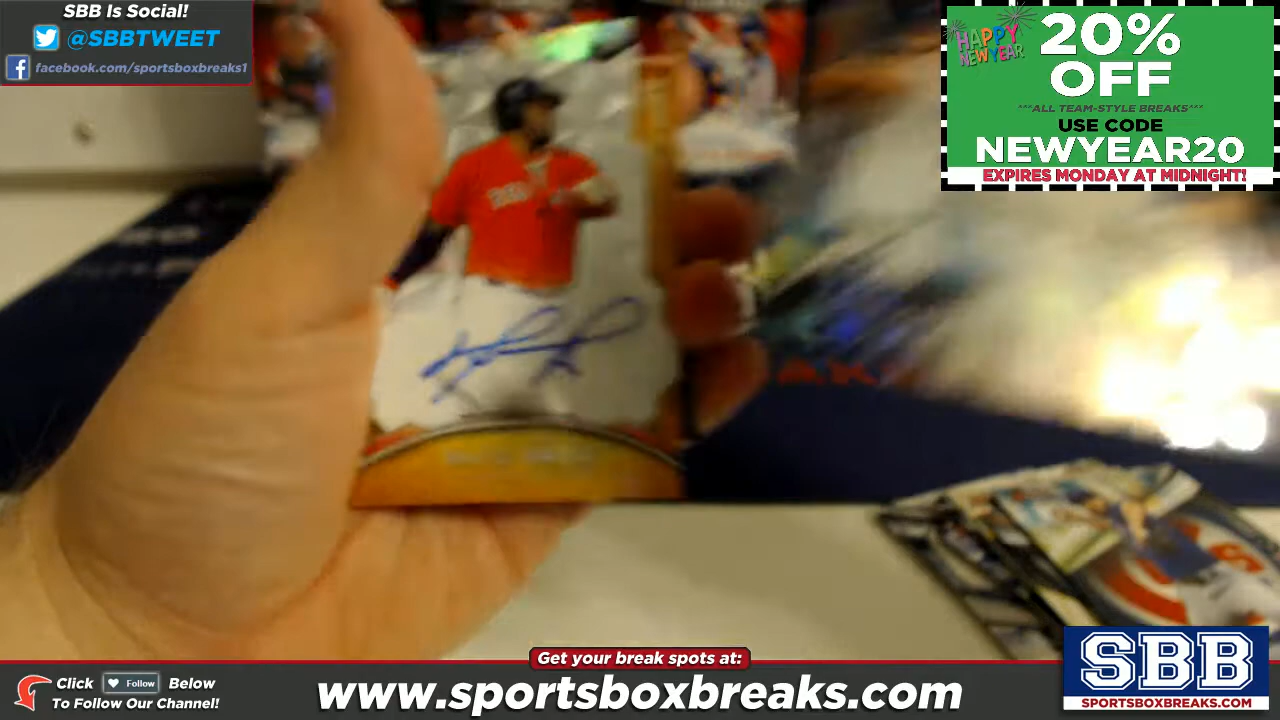 SBB Is Social!
@SBBTWEET
facebook.com/sportsboxbreaks1
HAPPY
NEW YEAR
20%
OFF
***ALL TEAM-STYLE BREAKS***
USE CODE
NEWYEAR20
EXPIRES MONDAY AT MIDNIGHT!
Get your break spots at:
Click Follow Below
To Follow Our Channel!
www.sportsboxbreaks.com
SBB
SPORTSBOXBREAKS.COM